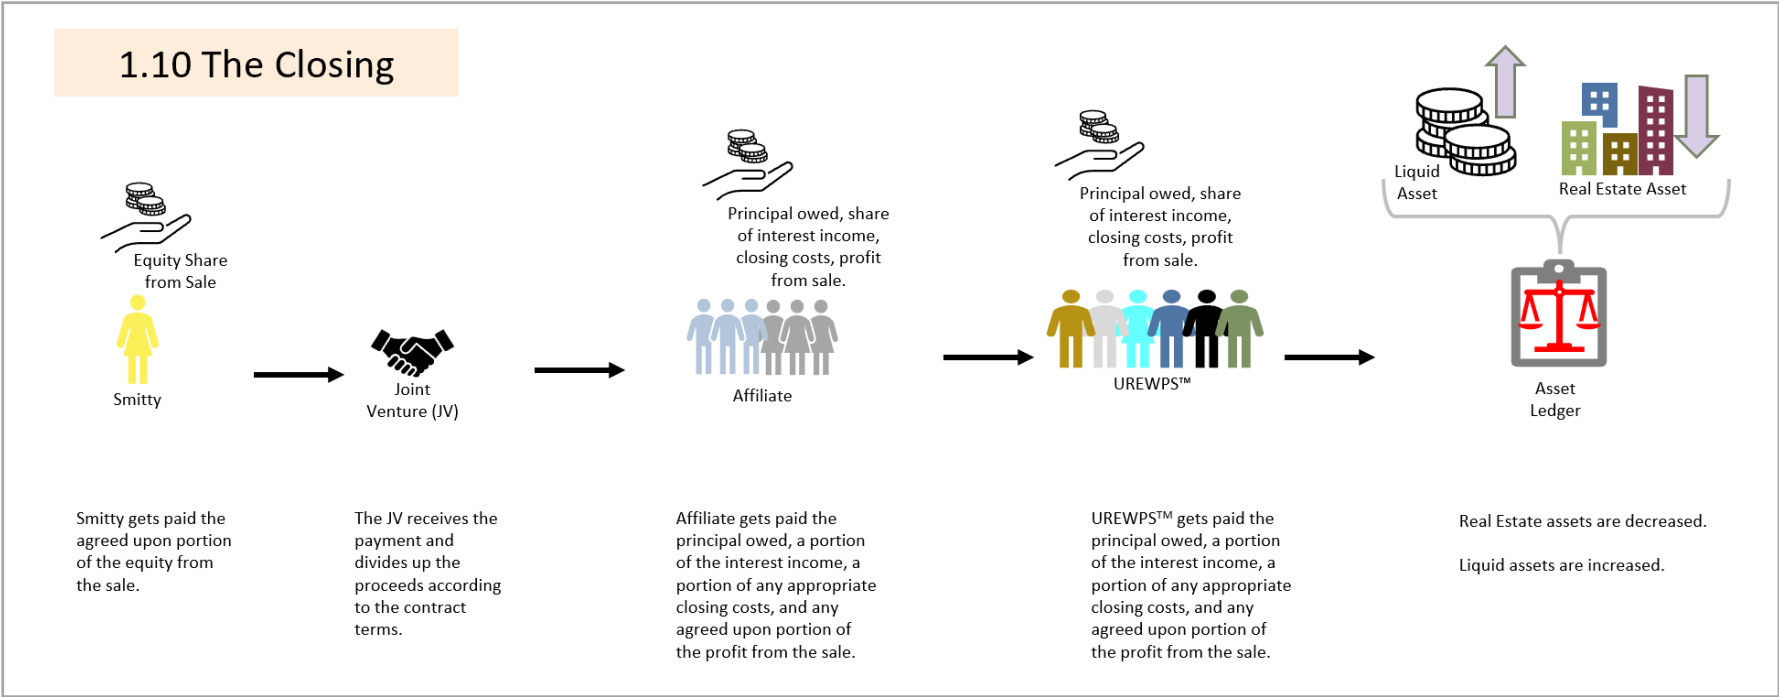 1.10 The Closing
Equity Share
from Sale
Smitty
Joint
Venture (JV)
Principal owed, share
of interest income,
closing costs, profit
from sale.
Affiliate
Principal owed, share
of interest income,
closing costs, profit
from sale.
UREWPS™
Liquid
Asset
Real Estate Asset
Asset
Ledger
Smitty gets paid the
agreed upon portion
of the equity from
the sale.
The JV receives the
payment and
divides up the
proceeds according
to the contract
terms.
Affiliate gets paid the
principal owed, a portion
of the interest income, a
portion of any appropriate
closing costs, and any
agreed upon portion of
the profit from the sale.
UREWPS™ gets paid the
principal owed, a portion
of the interest income, a
portion of any appropriate
closing costs, and any
agreed upon portion of
the profit from the sale.
Real Estate assets are decreased.
Liquid assets are increased.